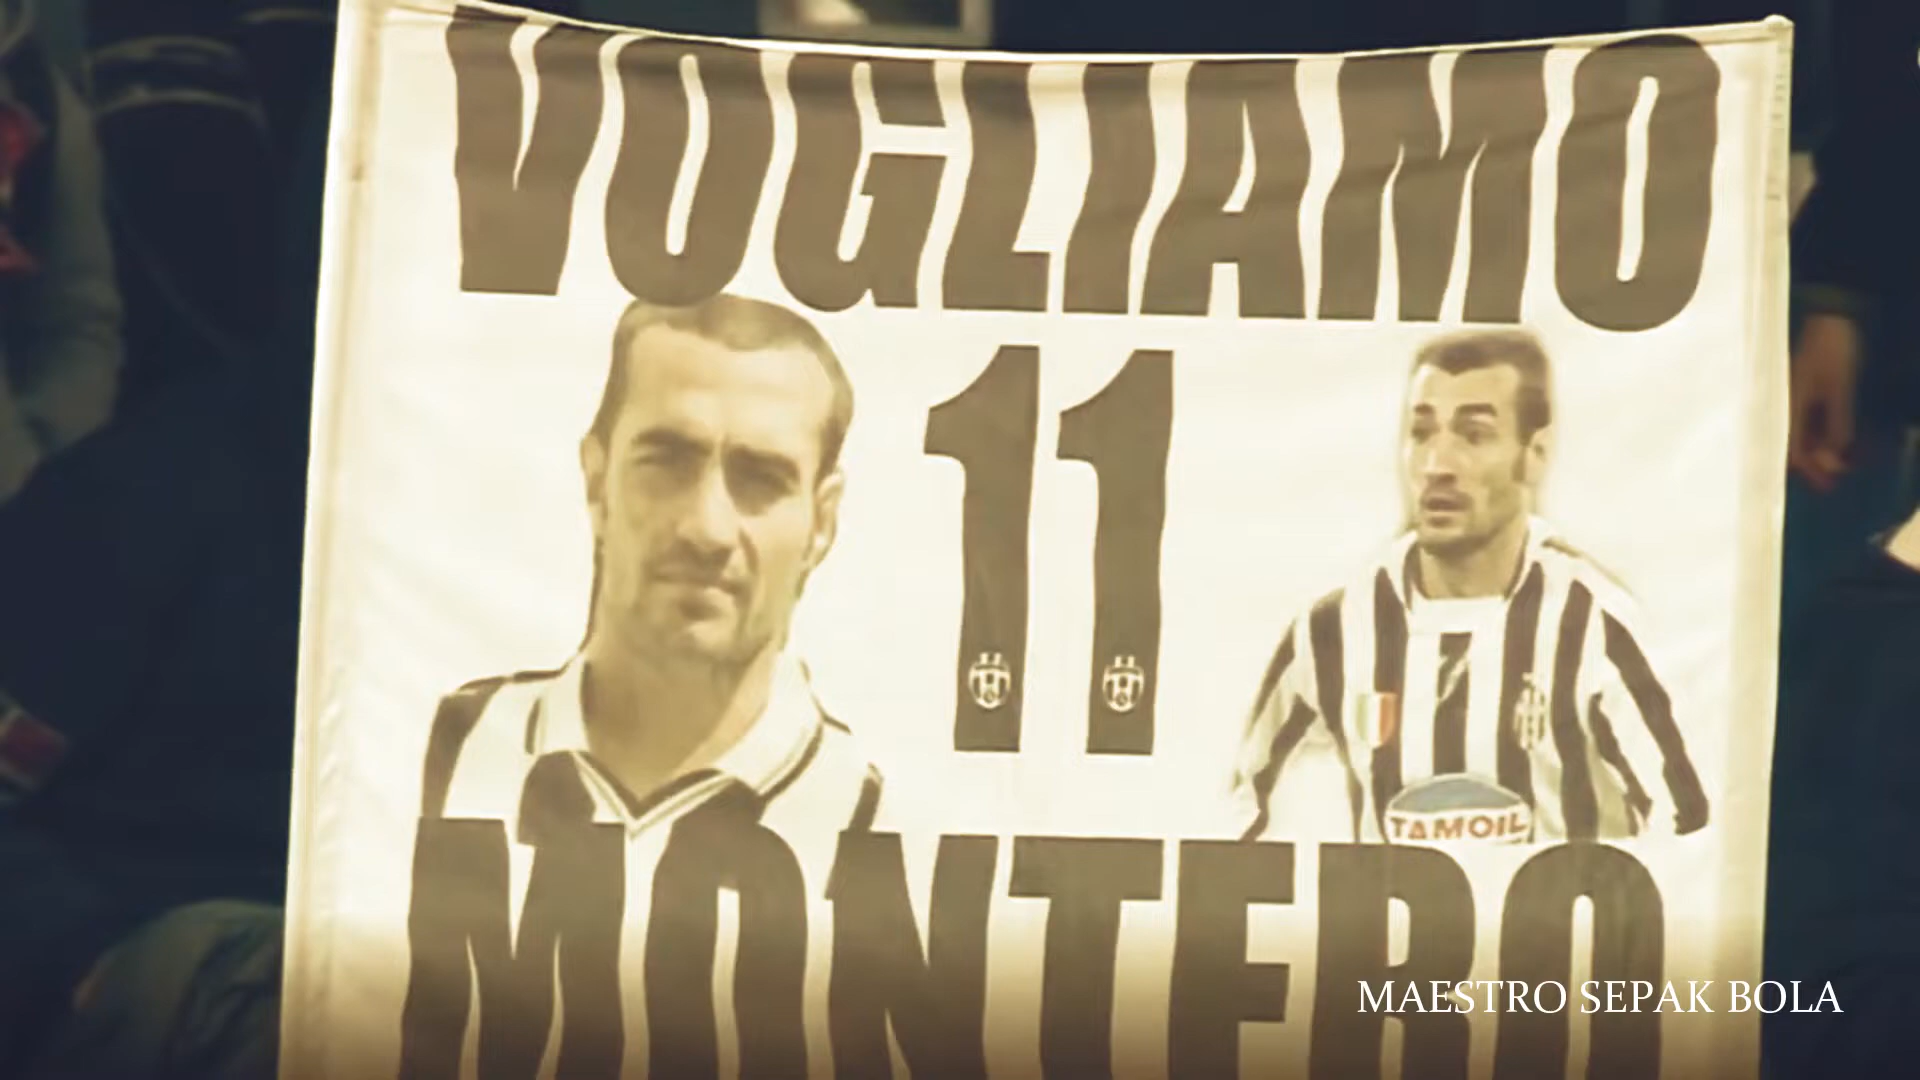 VOGLIAMO
11
TAMOIL
MONTERO
MAESTRO SEPAK BOLA